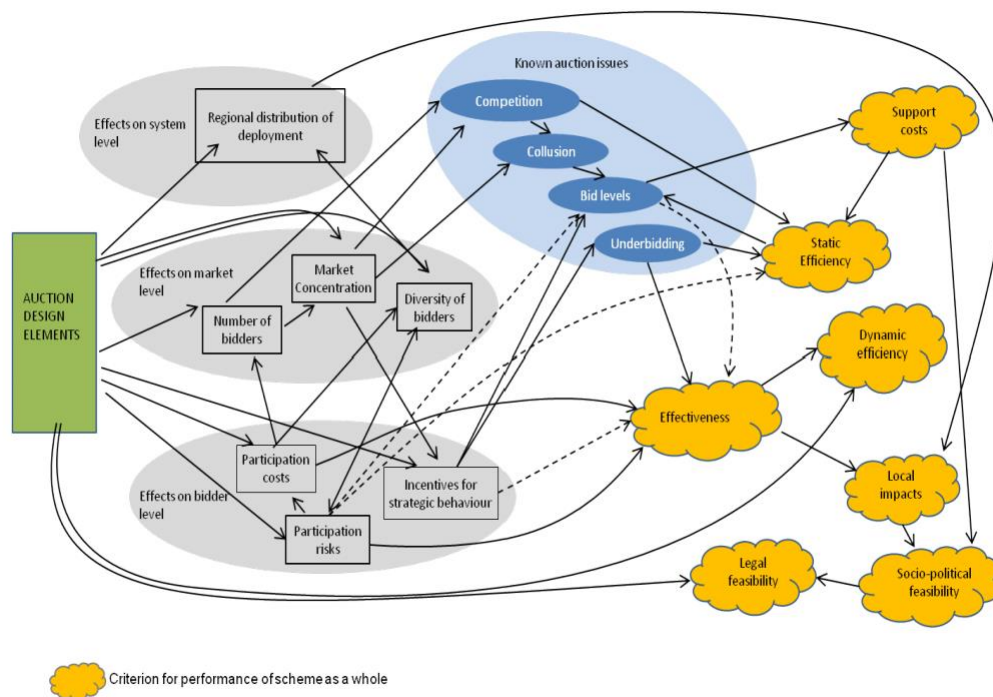 Known auction issues
Competition
Collusion
Bid levels
Underbidding
Effects on system
level
Regional distribution of
deployment
Support
costs
Static
Efficiency
AUCTION
DESIGN
ELEMENTS
Effects on market
level
Market
Concentration
Number of
bidders
Diversity of
bidders
Dynamic
efficiency
Effectiveness
Effects on bidder
level
Participation
costs
Incentives for
strategic behaviour
Participation
risks
Local
impacts
Legal
feasibility
Socio-political
feasibility
Criterion for performance of scheme as a whole